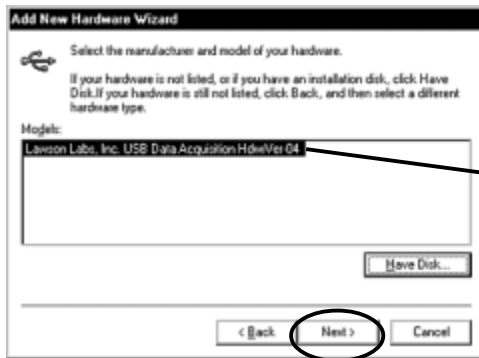 Add New Hardware Wizard
Select the manufacturer and model of your hardware.
If your hardware is not listed, or if you have an installation disk, click Have
Disk.If your hardware is still not listed, click Back, and then select a different
hardware type.
Models:
Lawson Labs, Inc. USB Data Acquisition HdwVer-04
Have Disk...
< Back
Next >
Cancel